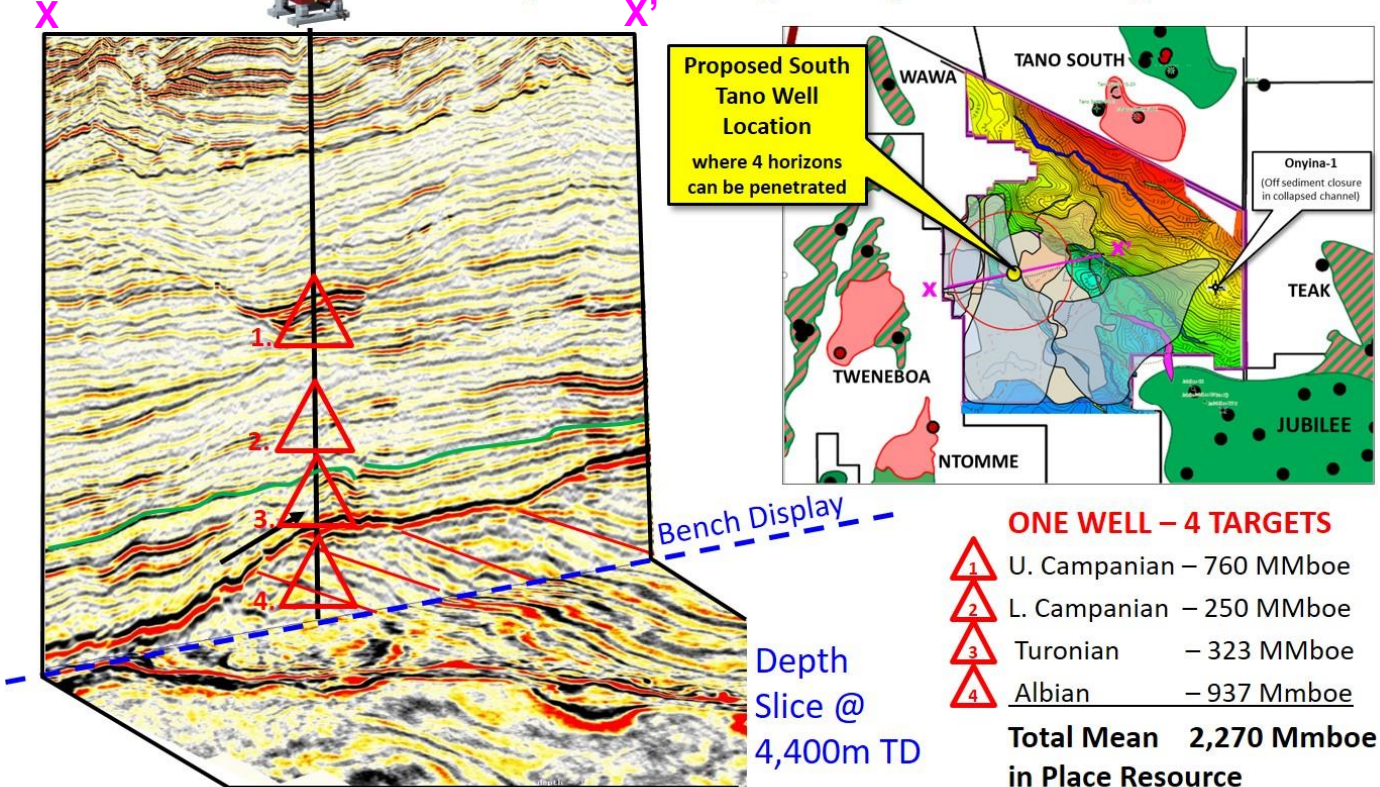 X
X'
Proposed South
Tano Well
Location
where 4 horizons
can be penetrated
WAWA
TANO SOUTH
Onyina-1
(Off sediment closure
in collapsed channel)
X
X'
TEAK
TWENEBOA
JUBILEE
NTOMME
1.
2.
3.
4.
Bench Display
Depth
Slice @
4,400m TD
ONE WELL – 4 TARGETS
1 U. Campanian – 760 MMboe
2 L. Campanian – 250 MMboe
3 Turonian – 323 MMboe
4 Albian – 937 Mmboe
Total Mean 2,270 Mmboe
in Place Resource